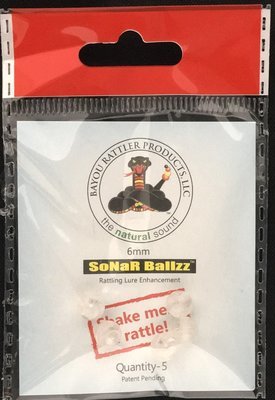 BAYOU RATTLER PRODUCTS, LLC
the natural sound
6mm
SoNaR Ballzz™
Rattling Lure Enhancement
Shake me
rattle!
Quantity-5
Patent Pending